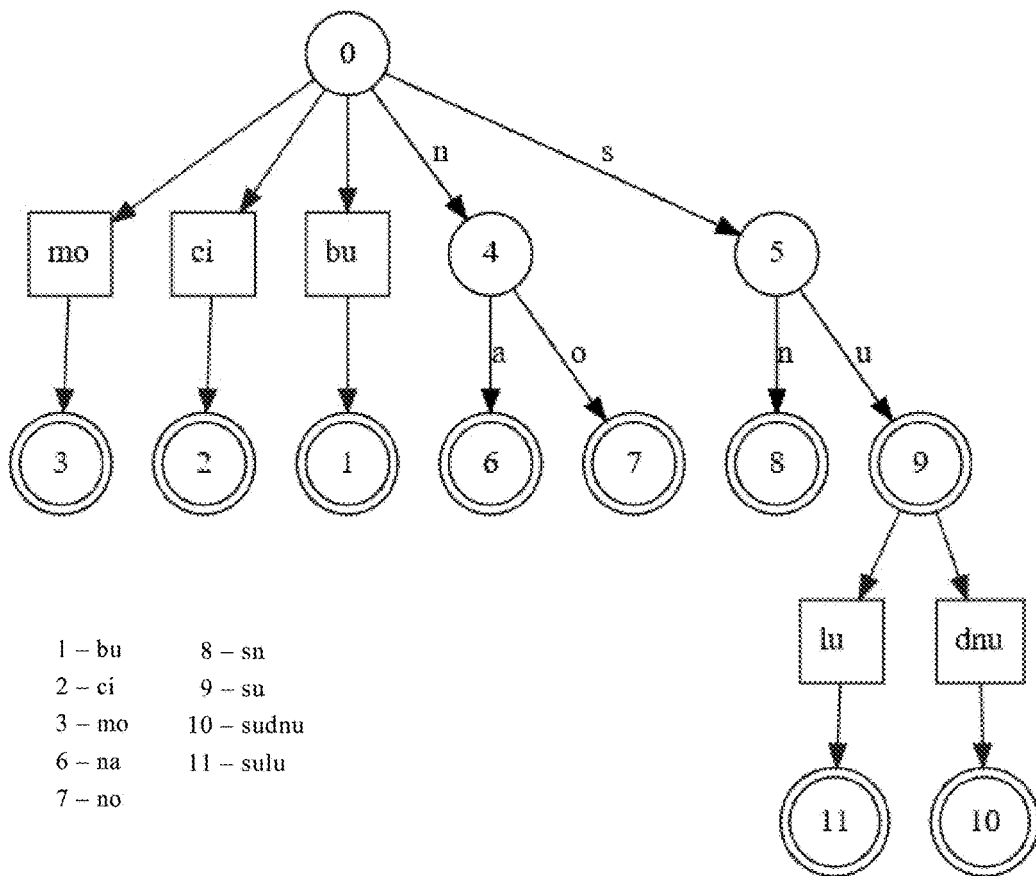 0
n
s
mo
ci
bu
4
5
a
o
n
u
3
2
1
6
7
8
9
lu
dnu
11
10
1 – bu
2 – cí
3 – mo
6 – na
7 – no
8 – sn
9 – su
10 – sudnu
11 – sulu